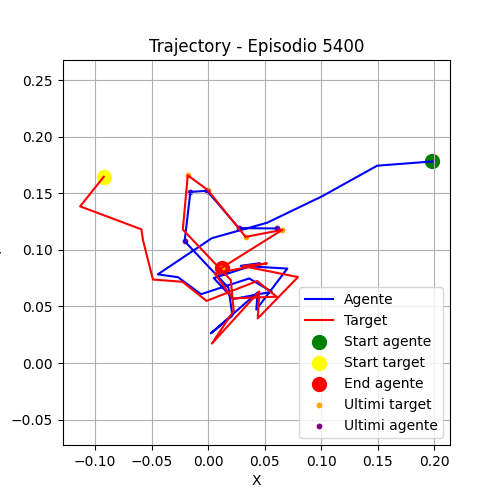 Trajectory - Episodio 5400
0.25
0.20
0.15
0.10
0.05
0.00
−0.05
−0.10
−0.05
0.00
0.05
0.10
0.15
0.20
X
Agente
Target
Start agente
Start target
End agente
Ultimi target
Ultimi agente